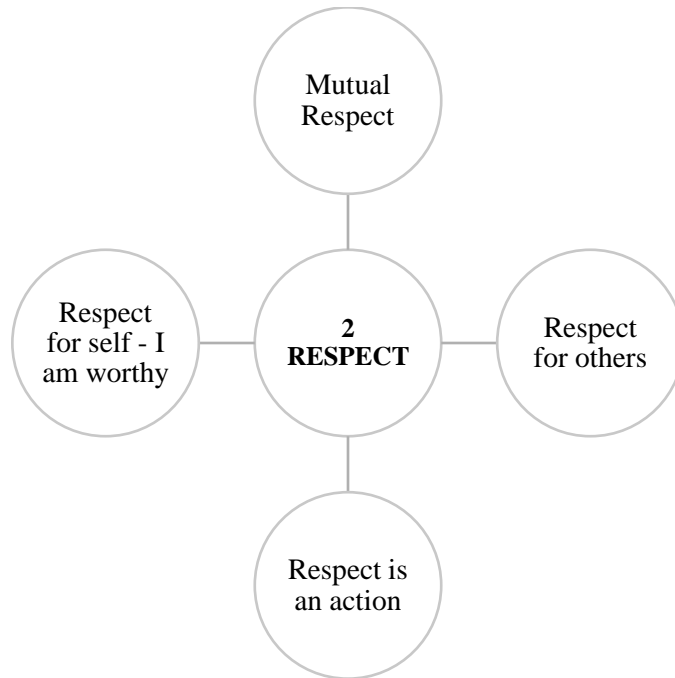 Mutual
Respect
Respect
for self - I
am worthy
2
RESPECT
Respect
for others
Respect is
an action